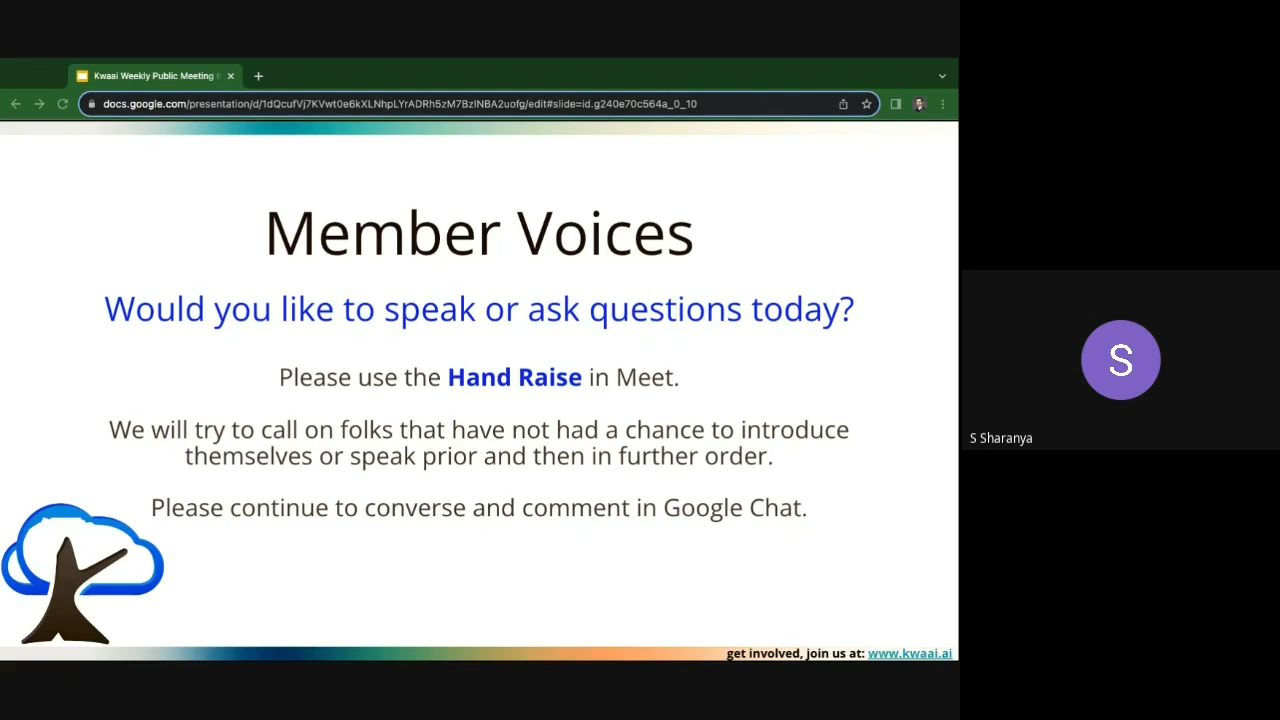 Kwaai Weekly Public Meeting
docs.google.com/presentation/d/1dQcufVj7KVwt0e6kXLNhpLYrADRh5zM7BzINBA2uofg/edit#slide=id.g240e70c564a_0_10
Member Voices
Would you like to speak or ask questions today?
Please use the Hand Raise in Meet.
We will try to call on folks that have not had a chance to introduce
themselves or speak prior and then in further order.
Please continue to converse and comment in Google Chat.
get involved, join us at: www.kwaai.ai
S
S Sharanya